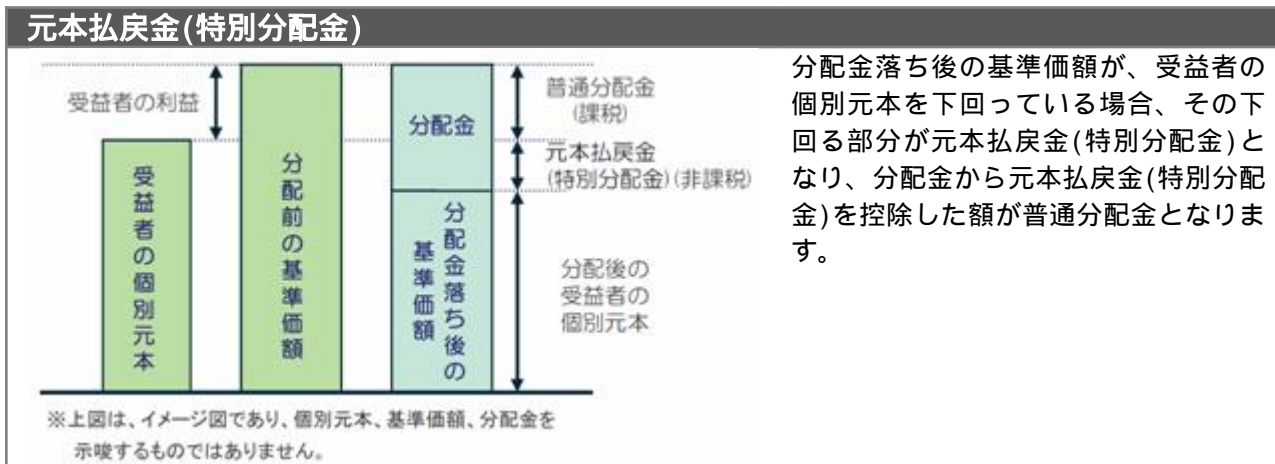 元本払戻金(特別分配金)
受益者の利益
受益者の個別元本
分配前の基準価額
分配金
分配金落ち後の
基準価額
普通分配金
(課税)
元本払戻金
(特別分配金)(非課税)
分配後の
受益者の
個別元本
※上図は、イメージ図であり、個別元本、基準価額、分配金を
示唆するものではありません。
分配金落ち後の基準価額が、受益者の
個別元本を下回っている場合、その下
回る部分が元本払戻金(特別分配金)と
なり、分配金から元本払戻金(特別分配
金)を控除した額が普通分配金となりま
す。